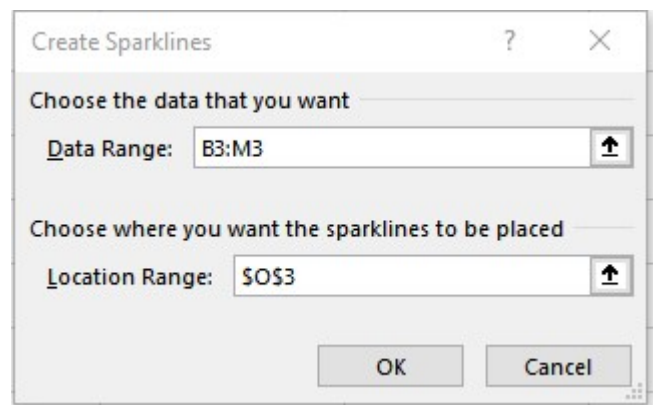 Create Sparklines ?
Choose the data that you want
Data Range: B3:M3
Choose where you want the sparklines to be placed
Location Range: $O$3
OK Cancel